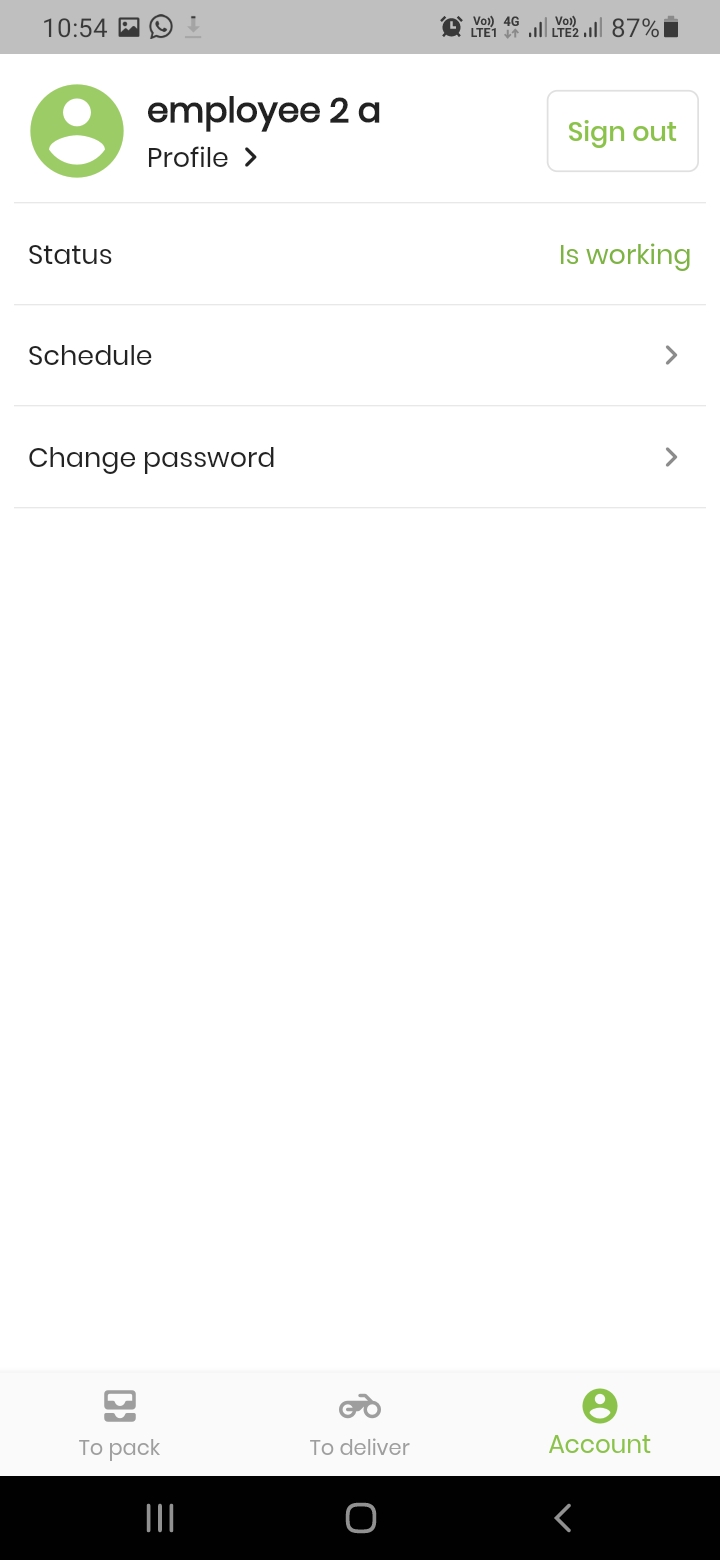 10:54 Vo)) LTE1 4G Vo)) LTE2 87%
employee 2 a
Profile
Sign out
Status Is working
Schedule
Change password
To pack To deliver Account